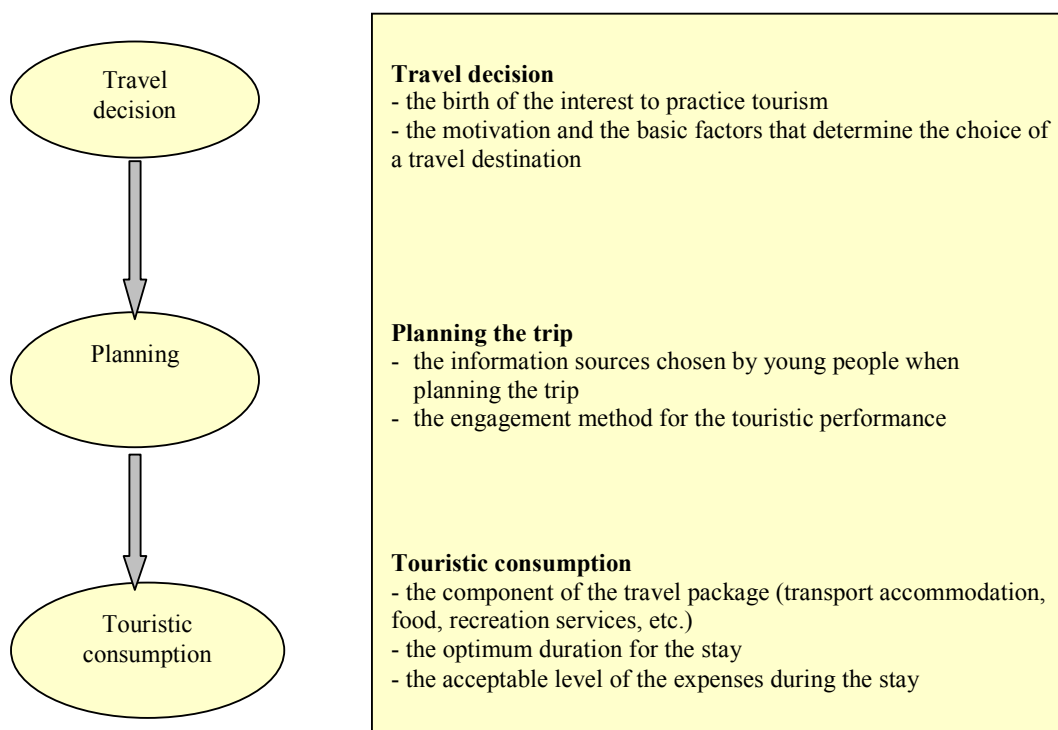 Travel
decision
Travel decision
- the birth of the interest to practice tourism
- the motivation and the basic factors that determine the choice of
a travel destination
Planning
Planning the trip
- the information sources chosen by young people when
planning the trip
- the engagement method for the touristic performance
Touristic
consumption
Touristic consumption
- the component of the travel package (transport accommodation,
food, recreation services, etc.)
- the optimum duration for the stay
- the acceptable level of the expenses during the stay